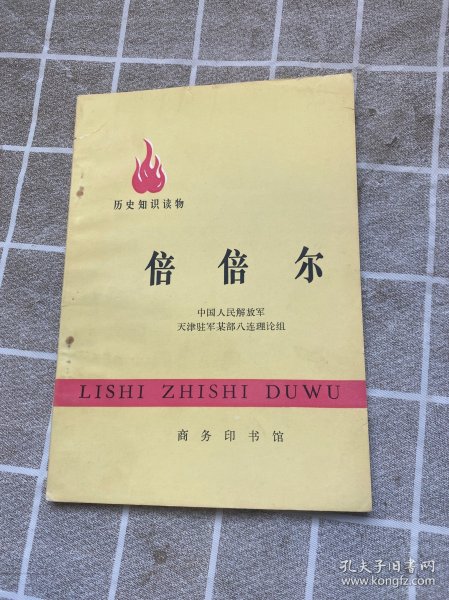 历史知识读物
倍倍尔
中国人民解放军
天津驻军某部八连理论组
LISHI ZHISHI DUWU
商务印书馆
孔夫子旧书网
www.kongfz.com